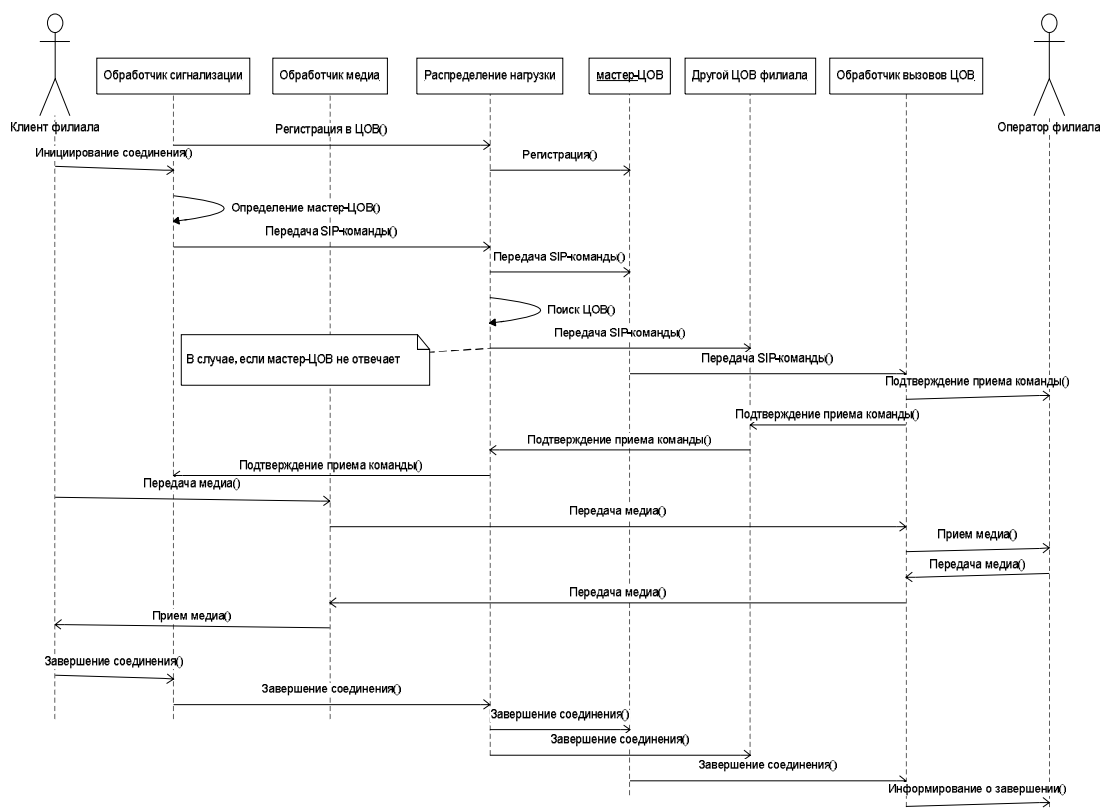 Обработчик сигнализации
Обработчик медиа
Распределение нагрузки
мастер-ЦОВ
Другой ЦОВ филиала
Обработчик вызовов ЦОВ
Клиент филиала
Оператор филиала
Регистрация в ЦОВ()
Инициирование соединения()
Регистрация()
Определение мастер-ЦОВ()
Передача SIP-команды()
Передача SIP-команды()
Поиск ЦОВ()
Передача SIP-команды()
В случае, если мастер-ЦОВ не отвечает
Передача SIP-команды()
Подтверждение приема команды()
Подтверждение приема команды()
Подтверждение приема команды()
Подтверждение приема команды()
Передача медиа()
Передача медиа()
Прием медиа()
Передача медиа()
Передача медиа()
Прием медиа()
Завершение соединения()
Завершение соединения()
Завершение соединения()
Завершение соединения()
Завершение соединения()
Информирование о завершении()